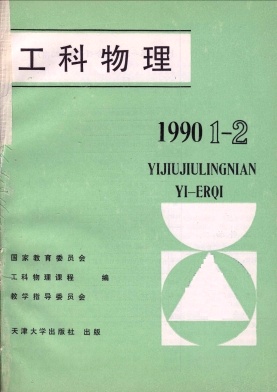 工科物理
1990 1-2
YIJIUJIULINGNIAN
YI-ERQI
国家教育委员会
工科物理课程 编
教学指导委员会
天津大学出版社 出版